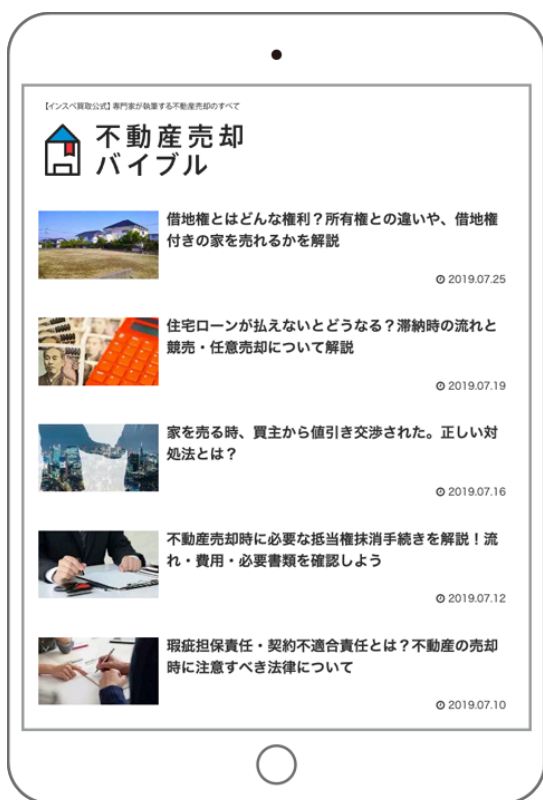 【インスペ買取公式】専門家が執筆する不動産売却のすべて
不動産売却
バイブル
借地権とはどんな権利？所有権との違いや、借地権
付きの家を売れるかを解説
2019.07.25
住宅ローンが払えないとどうなる？滞納時の流れと
競売・任意売却について解説
2019.07.19
家を売る時、買主から値引き交渉された。正しい対
処法とは？
2019.07.16
不動産売却時に必要な抵当権抹消手続きを解説！流
れ・費用・必要書類を確認しよう
2019.07.12
瑕疵担保責任・契約不適合責任とは？不動産の売却
時に注意すべき法律について
2019.07.10